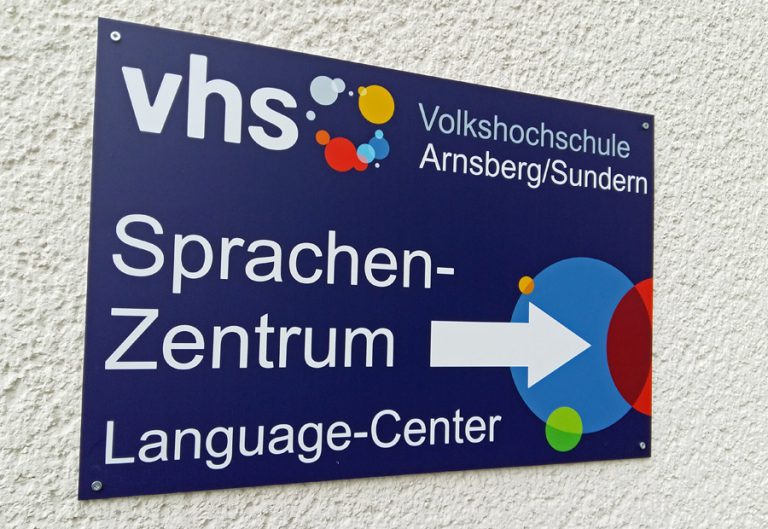 vhs
Volkshochschule
Arnsberg/Sundern
Sprachen-
Zentrum
Language-Center